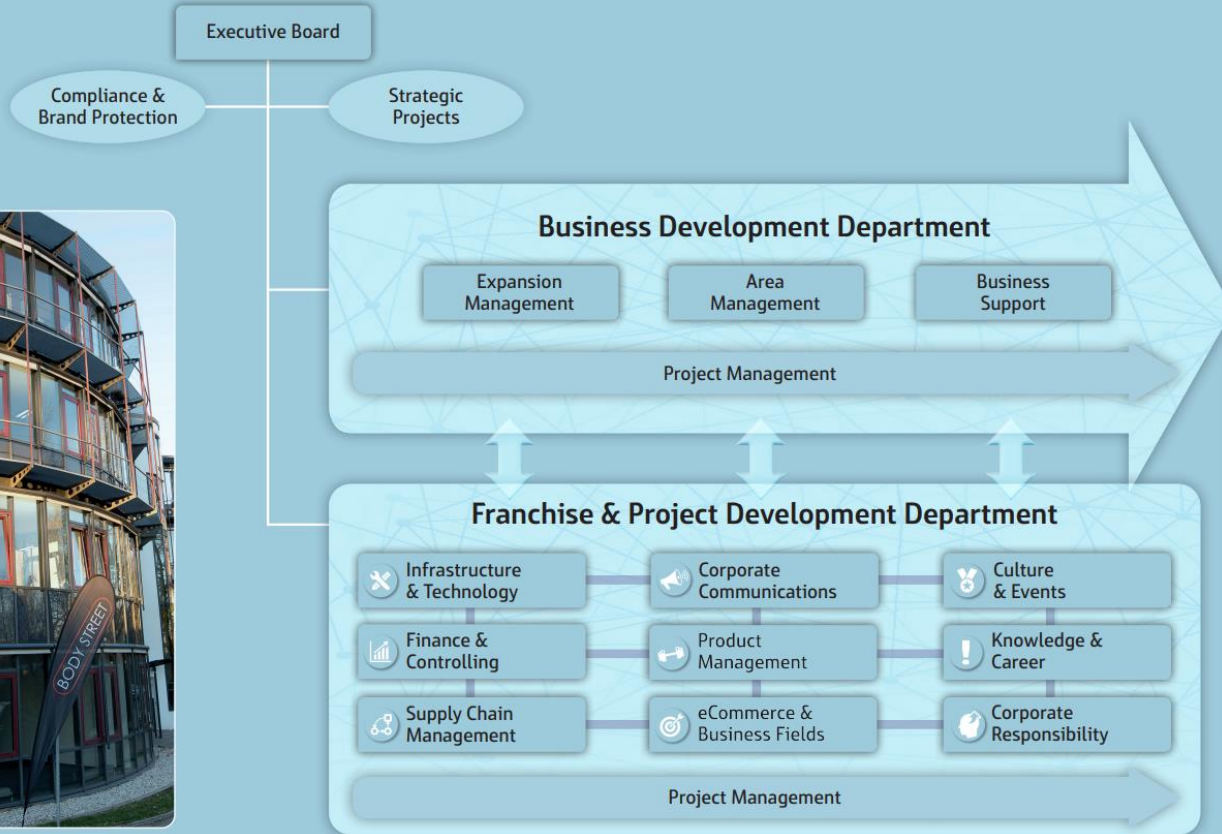 Executive Board
Compliance &
Brand Protection
Strategic
Projects
Business Development Department
Expansion
Management
Area
Management
Business
Support
Project Management
Franchise & Project Development Department
Infrastructure
& Technology
Corporate
Communications
Culture
& Events
Finance &
Controlling
Product
Management
Knowledge &
Career
Supply Chain
Management
eCommerce &
Business Fields
Corporate
Responsibility
Project Management
BODY STREET